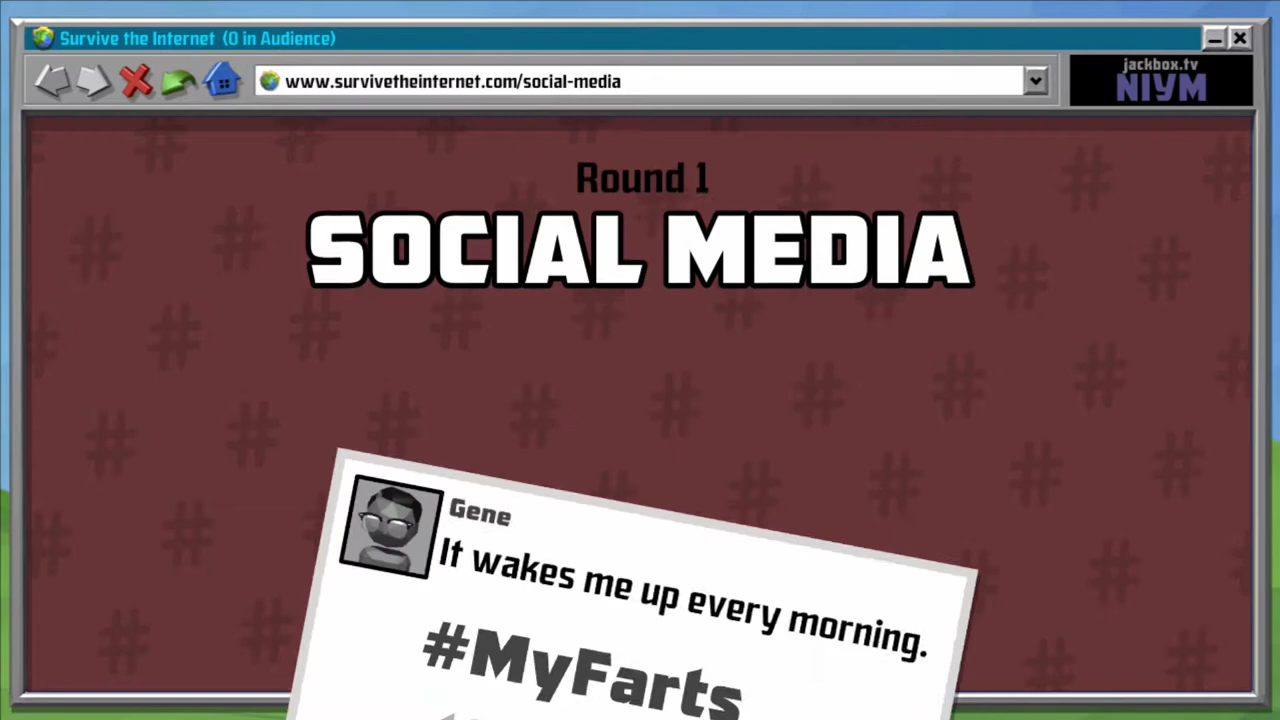 Survive the Internet (0 in Audience)
www.survivetheinternet.com/social-media
jackbox.tv
NIYM
Round 1
SOCIAL MEDIA
Gene
It wakes me up every morning.
#MyFarts